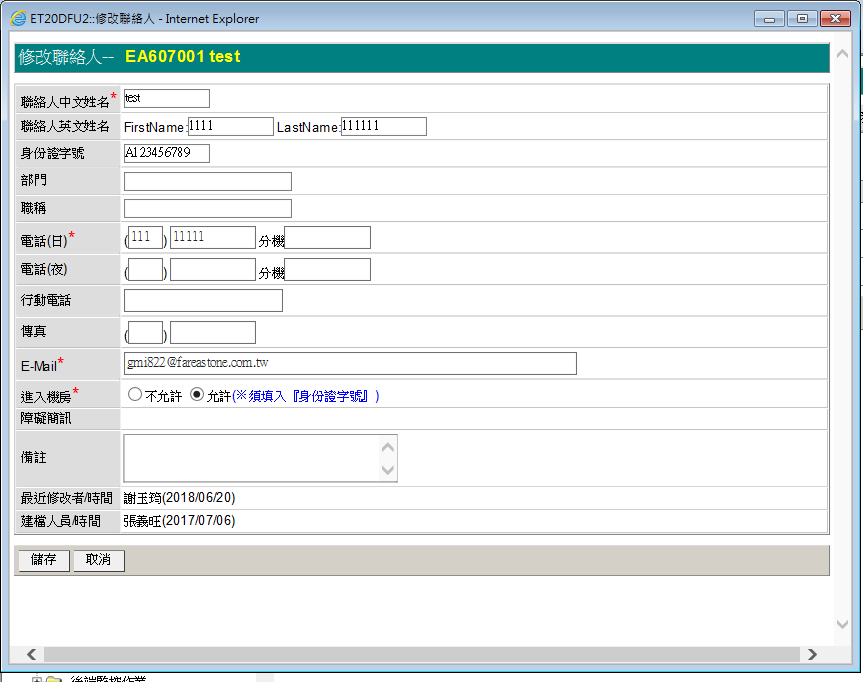 ET20DFU2::修改聯絡人 - Internet Explorer
修改聯絡人-- EA607001 test
聯絡人中文姓名* test
聯絡人英文姓名 FirstName: 1111 LastName: 111111
身份證字號 A123456789
部門
職稱
電話(日)* (111) 11111 分機
電話(夜) ( ) 分機
行動電話
傳真 ( )
E-Mail* gmi822@fareastone.com.tw
進入機房* 不允許 允許(※須填入『身份證字號』)
障礙簡訊
備註
最近修改者/時間 謝玉筠(2018/06/20)
建檔人員/時間 張義旺(2017/07/06)
儲存 取消